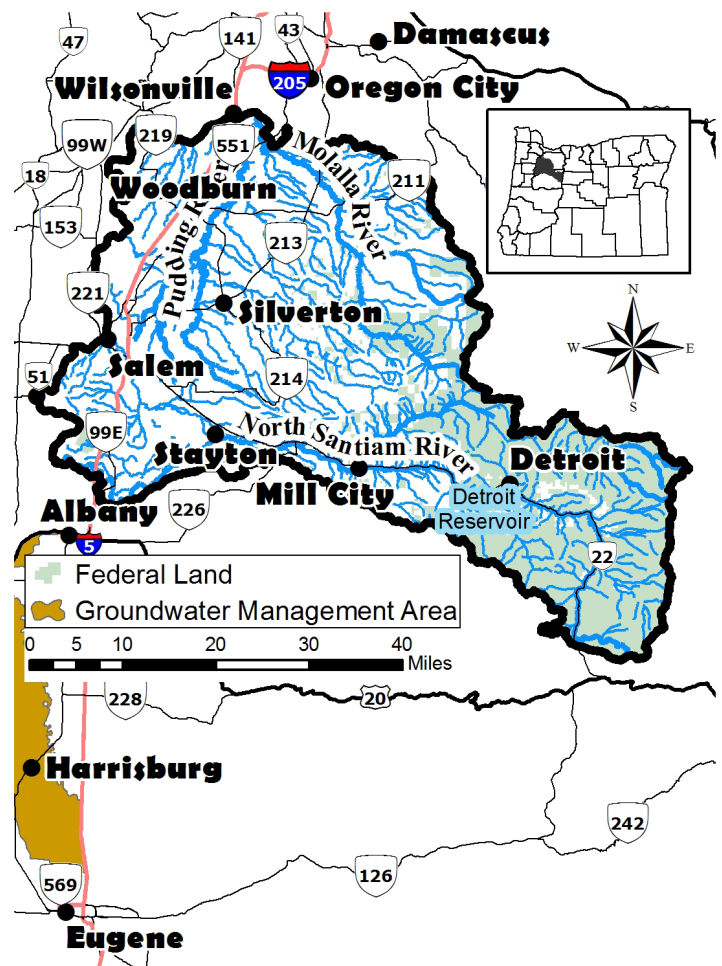 47
141
43
Damascus
205
Oregon City
Wilsonville
99W
219
551
Molalla River
18
Woodburn
211
153
Pudding River
213
221
Silverton
N
W
E
S
Salem
51
214
99E
North Santiam River
Stayton
Detroit
Mill City
Detroit
Reservoir
Albany
226
5
22
Federal Land
Groundwater Management Area
0 5 10 20 30 40
Miles
228
20
Harrisburg
242
126
569
Eugene